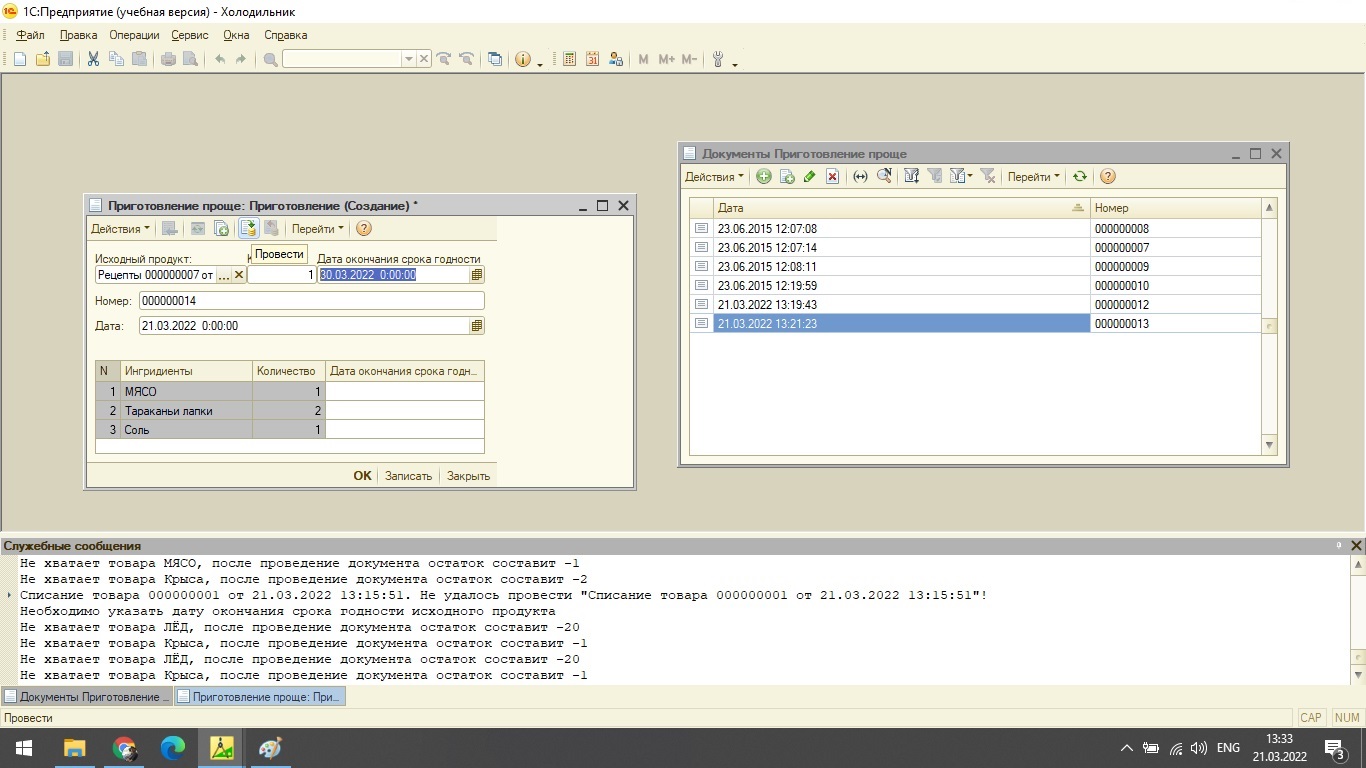 1С:Предприятие (учебная версия) - Холодильник
Файл Правка Операции Сервис Окна Справка
M M+ M-
Документы Приготовление проще
Действия Перейти
Дата Номер
23.06.2015 12:07:08 000000008
23.06.2015 12:07:14 000000007
23.06.2015 12:08:11 000000009
23.06.2015 12:19:59 000000010
21.03.2022 13:19:43 000000012
21.03.2022 13:21:23 000000013
Приготовление проще: Приготовление (Создание) *
Действия Перейти
Провести
Исходный продукт: Дата окончания срока годности
Рецепты 000000007 от ... 1 30.03.2022 0:00:00
Номер: 000000014
Дата: 21.03.2022 0:00:00
N Ингридиенты Количество Дата окончания срока годн...
1 МЯСО 1
2 Тараканьи лапки 2
3 Соль 1
OK Записать Закрыть
Служебные сообщения
Не хватает товара МЯСО, после проведение документа остаток составит -1
Не хватает товара Крыса, после проведение документа остаток составит -2
Списание товара 000000001 от 21.03.2022 13:15:51. Не удалось провести "Списание товара 000000001 от 21.03.2022 13:15:51"!
Необходимо указать дату окончания срока годности исходного продукта
Не хватает товара ЛЁД, после проведение документа остаток составит -20
Не хватает товара Крыса, после проведение документа остаток составит -1
Не хватает товара ЛЁД, после проведение документа остаток составит -20
Не хватает товара Крыса, после проведение документа остаток составит -1
Документы Приготовление ... Приготовление проще: При...
Провести CAP NUM
ENG 13:33
21.03.2022
3